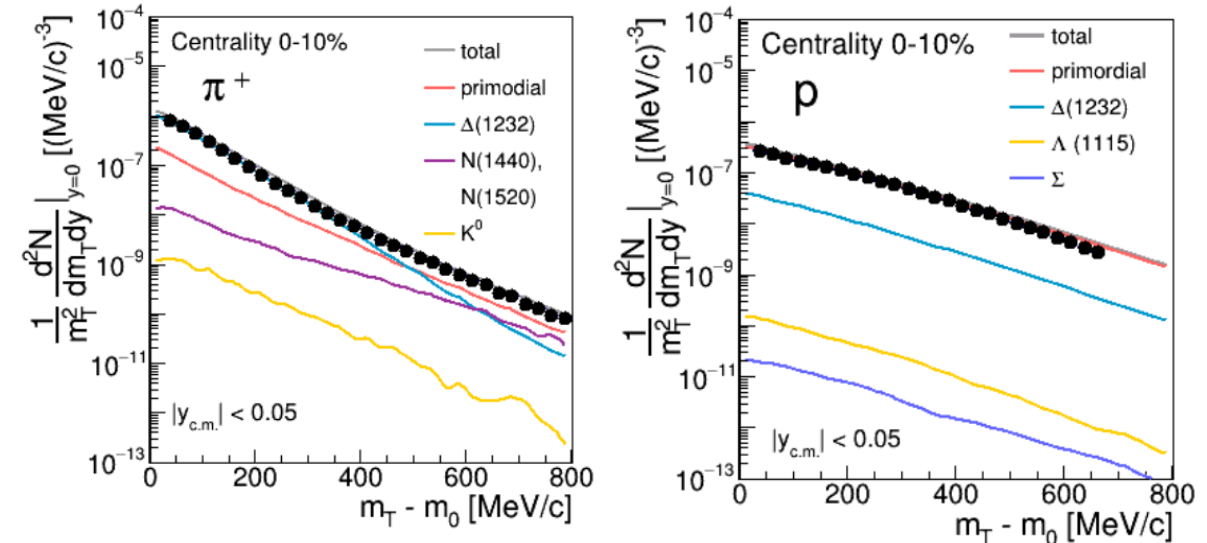 10⁻⁴
10⁻⁵
10⁻⁷
10⁻⁹
10⁻¹¹
10⁻¹³
1/m_T² d²N/dm_Tdy |_y=0 [(MeV/c)⁻³]
Centrality 0-10%
π⁺
total
primodial
Δ(1232)
N(1440),
N(1520)
K⁰
|y_c.m.| < 0.05
0 200 400 600 800
m_T - m_0 [MeV/c]
10⁻⁴
10⁻⁵
10⁻⁷
10⁻⁹
10⁻¹¹
10⁻¹³
1/m_T² d²N/dm_Tdy |_y=0 [(MeV/c)⁻³]
Centrality 0-10%
p
total
primordial
Δ(1232)
Λ (1115)
Σ
|y_c.m.| < 0.05
0 200 400 600 800
m_T - m_0 [MeV/c]